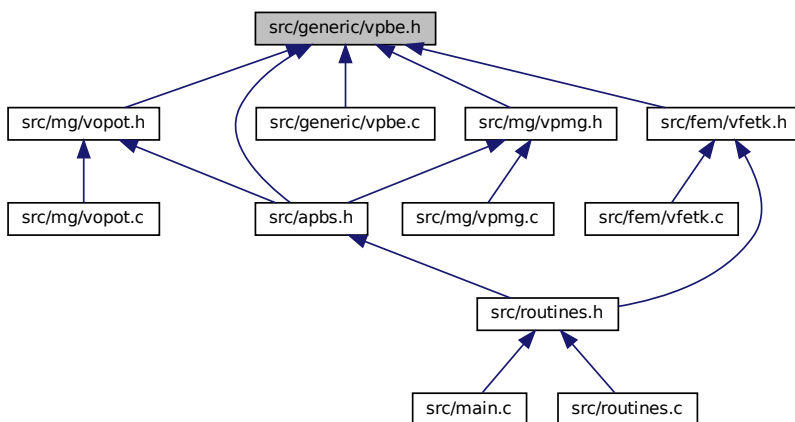 src/generic/vpbe.h
src/mg/vopot.h
src/generic/vpbe.c
src/mg/vpmg.h
src/fem/vfetk.h
src/mg/vopot.c
src/apbs.h
src/mg/vpmg.c
src/fem/vfetk.c
src/routines.h
src/main.c
src/routines.c